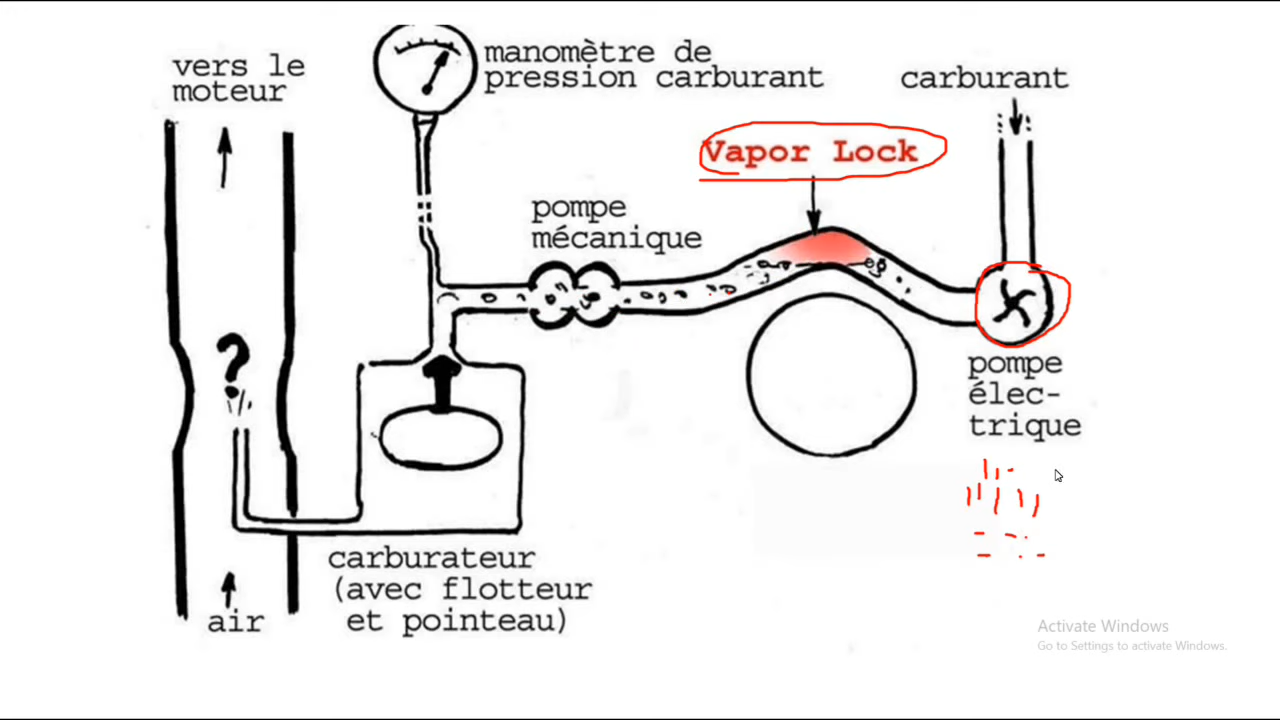 vers le
moteur
manomètre de
pression carburant
carburant
Vapor Lock
pompe
mécanique
?
pompe
élec-
trique
carburateur
(avec flotteur
et pointeau)
air
Activate Windows
Go to Settings to activate Windows.